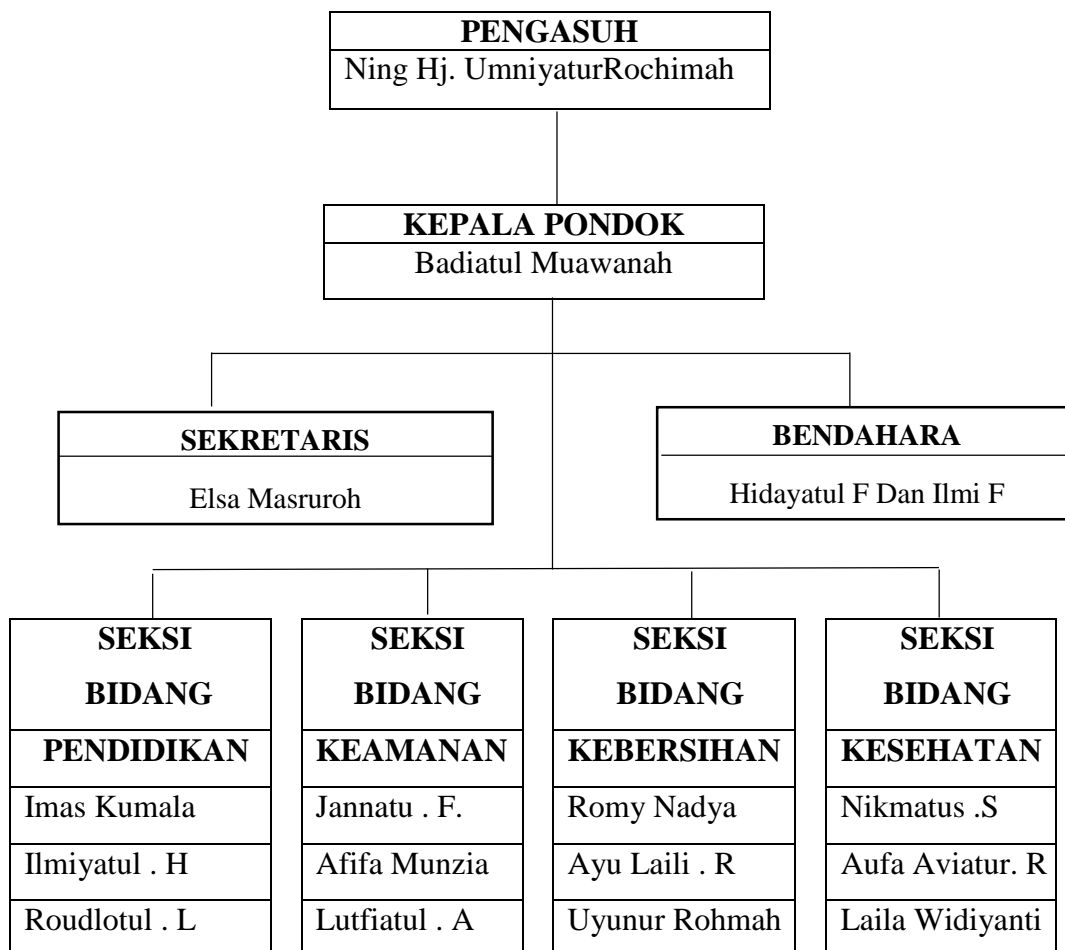 PENGASUH
Ning Hj. UmniyaturRochimah
KEPALA PONDOK
Badiatul Muawanah
SEKRETARIS
Elsa Masruroh
BENDAHARA
Hidayatul F Dan Ilmi F
SEKSI
BIDANG
PENDIDIKAN
Imas Kumala
Ilmiyatul . H
Roudlotul . L
SEKSI
BIDANG
KEAMANAN
Jannatu . F.
Afifa Munzia
Lutfiatul . A
SEKSI
BIDANG
KEBERSIHAN
Romy Nadya
Ayu Laili . R
Uyunur Rohmah
SEKSI
BIDANG
KESEHATAN
Nikmatus .S
Aufa Aviatur. R
Laila Widiyanti